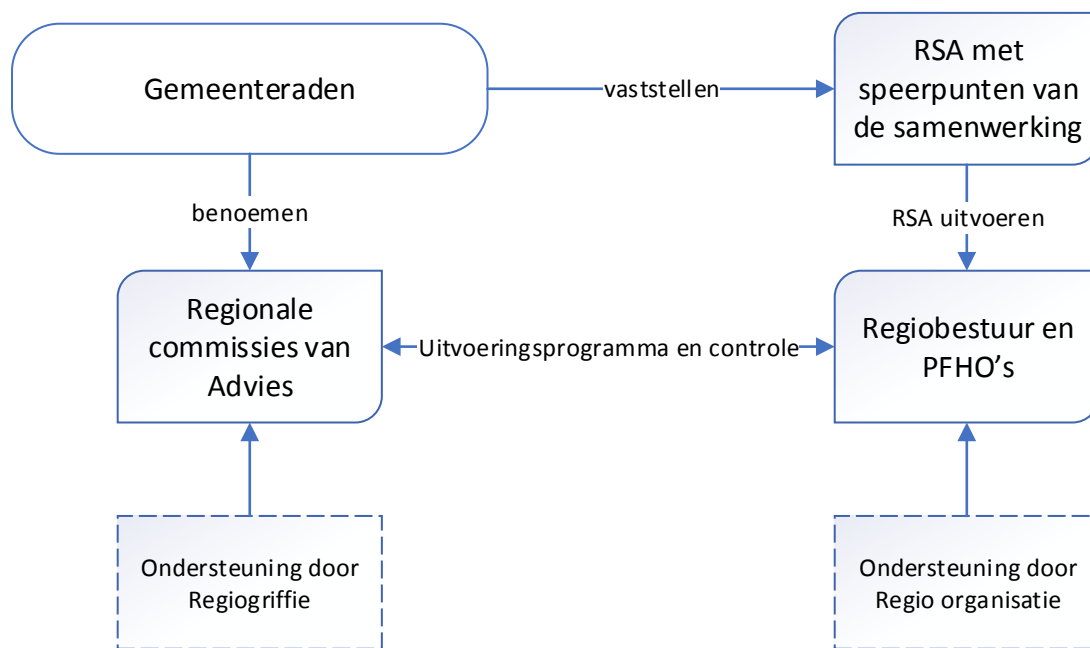 Gemeenteraden
vaststellen
RSA met
speerpunten van
de samenwerking
benoemen
RSA uitvoeren
Regionale
commissies van
Advies
Uitvoeringsprogramma en controle
Regiobestuur en
PFHO’s
Ondersteuning door
Regiogriffie
Ondersteuning door
Regio organisatie